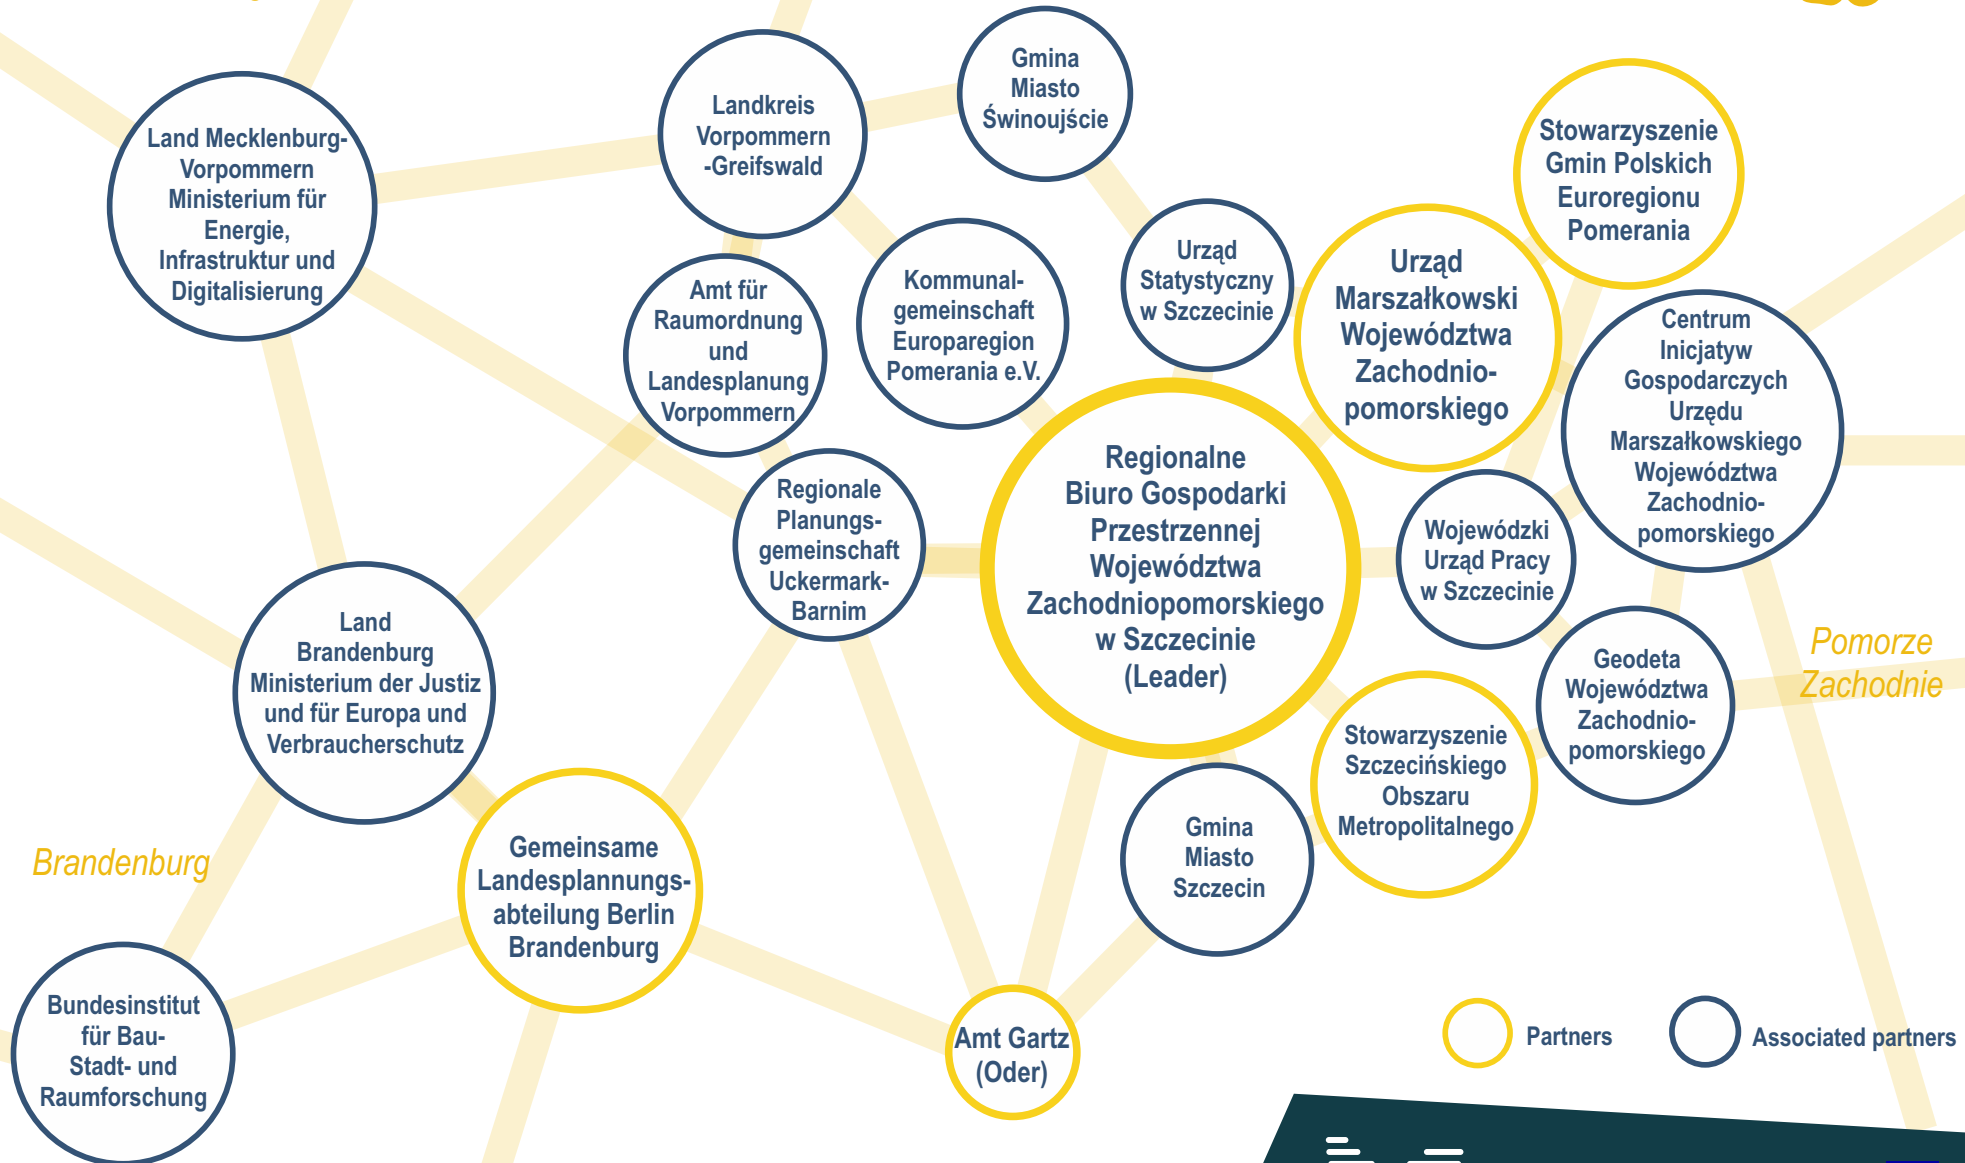 Land Mecklenburg-
Vorpommern
Ministerium für
Energie,
Infrastruktur und
Digitalisierung
Landkreis
Vorpommern
-Greifswald
Gmina
Miasto
Świnoujście
Stowarzyszenie
Gmin Polskich
Euroregionu
Pomerania
Amt für
Raumordnung
und
Landesplanung
Vorpommern
Kommunal-
gemeinschaft
Europaregion
Pomerania e.V.
Urząd
Statystyczny
w Szczecinie
Urząd
Marszałkowski
Województwa
Zachodnio-
pomorskiego
Centrum
Inicjatyw
Gospodarczych
Urzędu
Marszałkowskiego
Województwa
Zachodnio-
pomorskiego
Regionale
Planungs-
gemeinschaft
Uckermark-
Barnim
Regionalne
Biuro Gospodarki
Przestrzennej
Województwa
Zachodniopomorskiego
w Szczecinie
(Leader)
Wojewódzki
Urząd Pracy
w Szczecinie
Land
Brandenburg
Ministerium der Justiz
und für Europa und
Verbraucherschutz
Geodeta
Województwa
Zachodnio-
pomorskiego
Pomorze
Zachodnie
Stowarzyszenie
Szczecińskiego
Obszaru
Metropolitalnego
Gmina
Miasto
Szczecin
Brandenburg
Gemeinsame
Landesplannungs-
abteilung Berlin
Brandenburg
Bundesinstitut
für Bau-
Stadt- und
Raumforschung
Amt Gartz
(Oder)
Partners
Associated partners